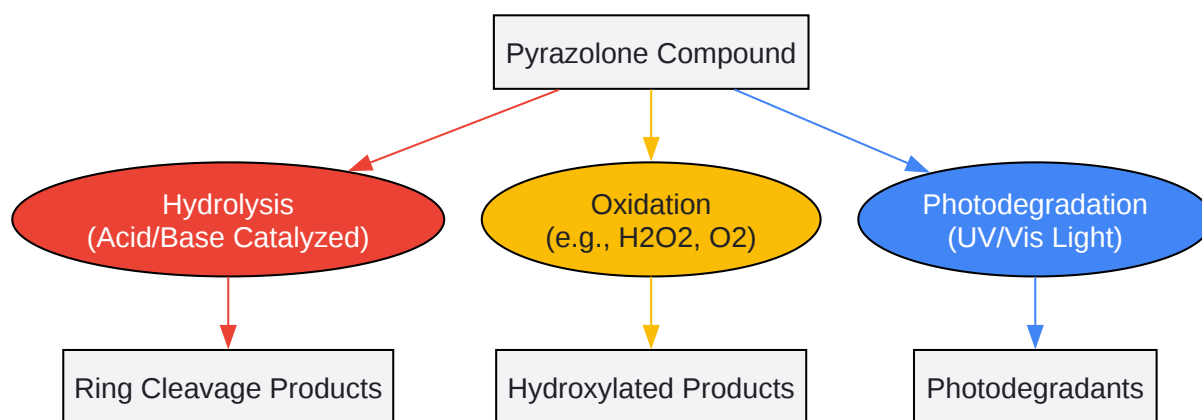 Pyrazolone Compound
Hydrolysis
(Acid/Base Catalyzed)
Oxidation
(e.g., H2O2, O2)
Photodegradation
(UV/Vis Light)
Ring Cleavage Products
Hydroxylated Products
Photodegradants